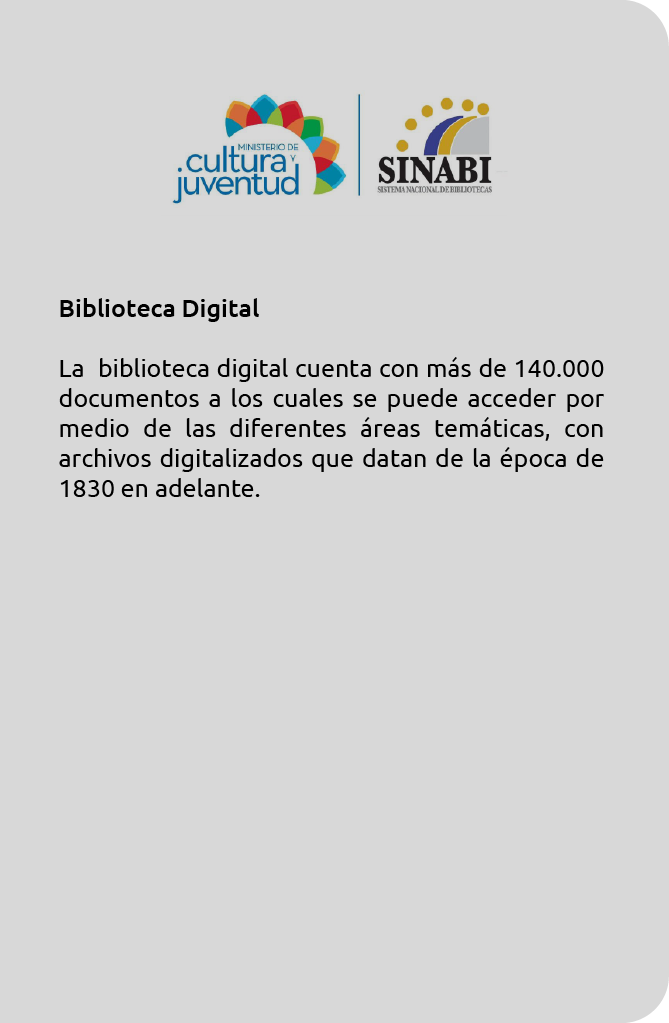 MINISTERIO DE
cultura y
juventud
SINABI
SISTEMA NACIONAL DE BIBLIOTECAS
Biblioteca Digital
La biblioteca digital cuenta con más de 140.000
documentos a los cuales se puede acceder por
medio de las diferentes áreas temáticas, con
archivos digitalizados que datan de la época de
1830 en adelante.